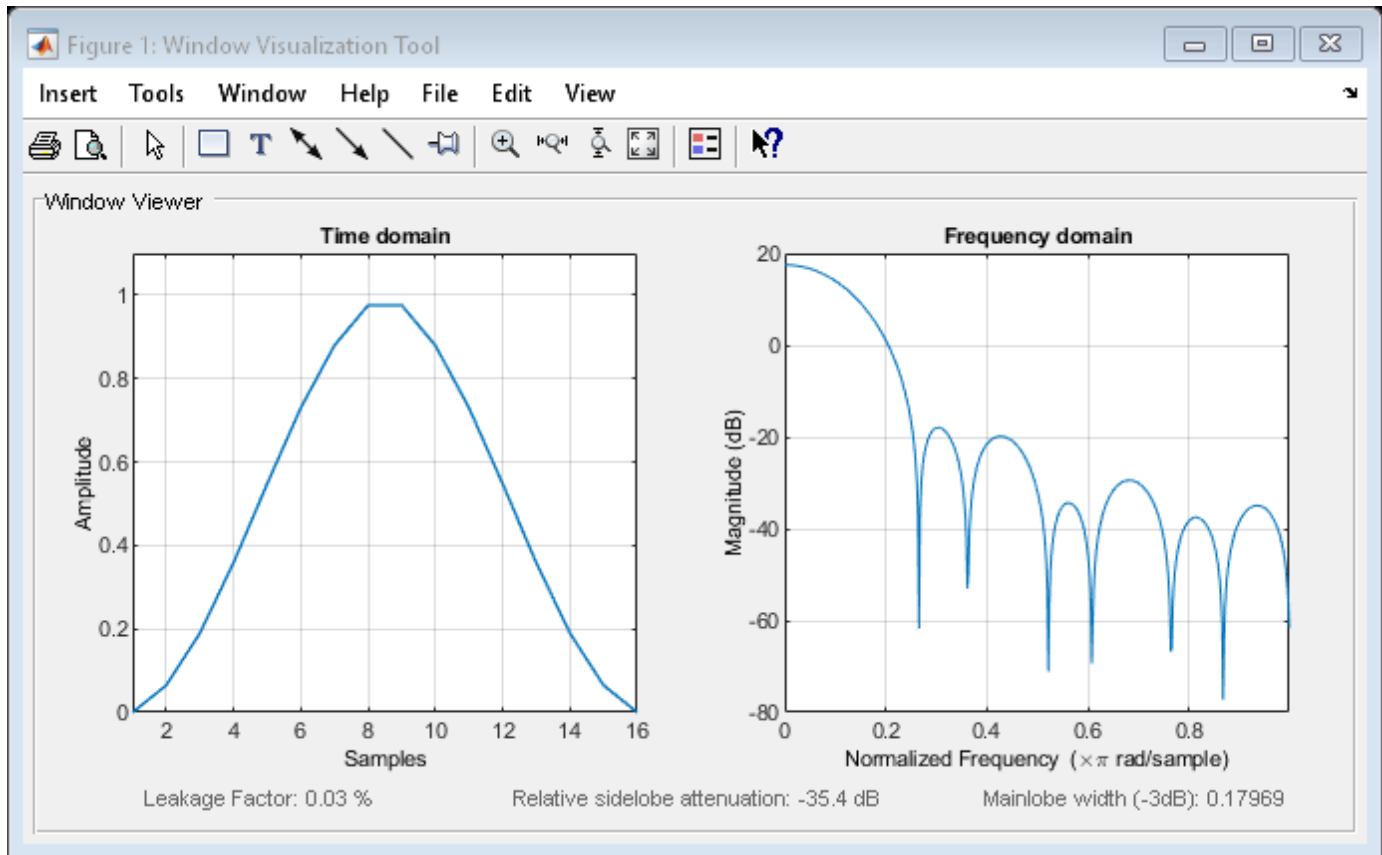 Figure 1: Window Visualization Tool
Insert Tools Window Help File Edit View
T
?
Window Viewer
Time domain
1
0.8
0.6
0.4
0.2
0
Amplitude
2 4 6 8 10 12 14 16
Samples
Frequency domain
20
0
-20
-40
-60
-80
Magnitude (dB)
0 0.2 0.4 0.6 0.8
Normalized Frequency (×π rad/sample)
Leakage Factor: 0.03 %
Relative sidelobe attenuation: -35.4 dB
Mainlobe width (-3dB): 0.17969